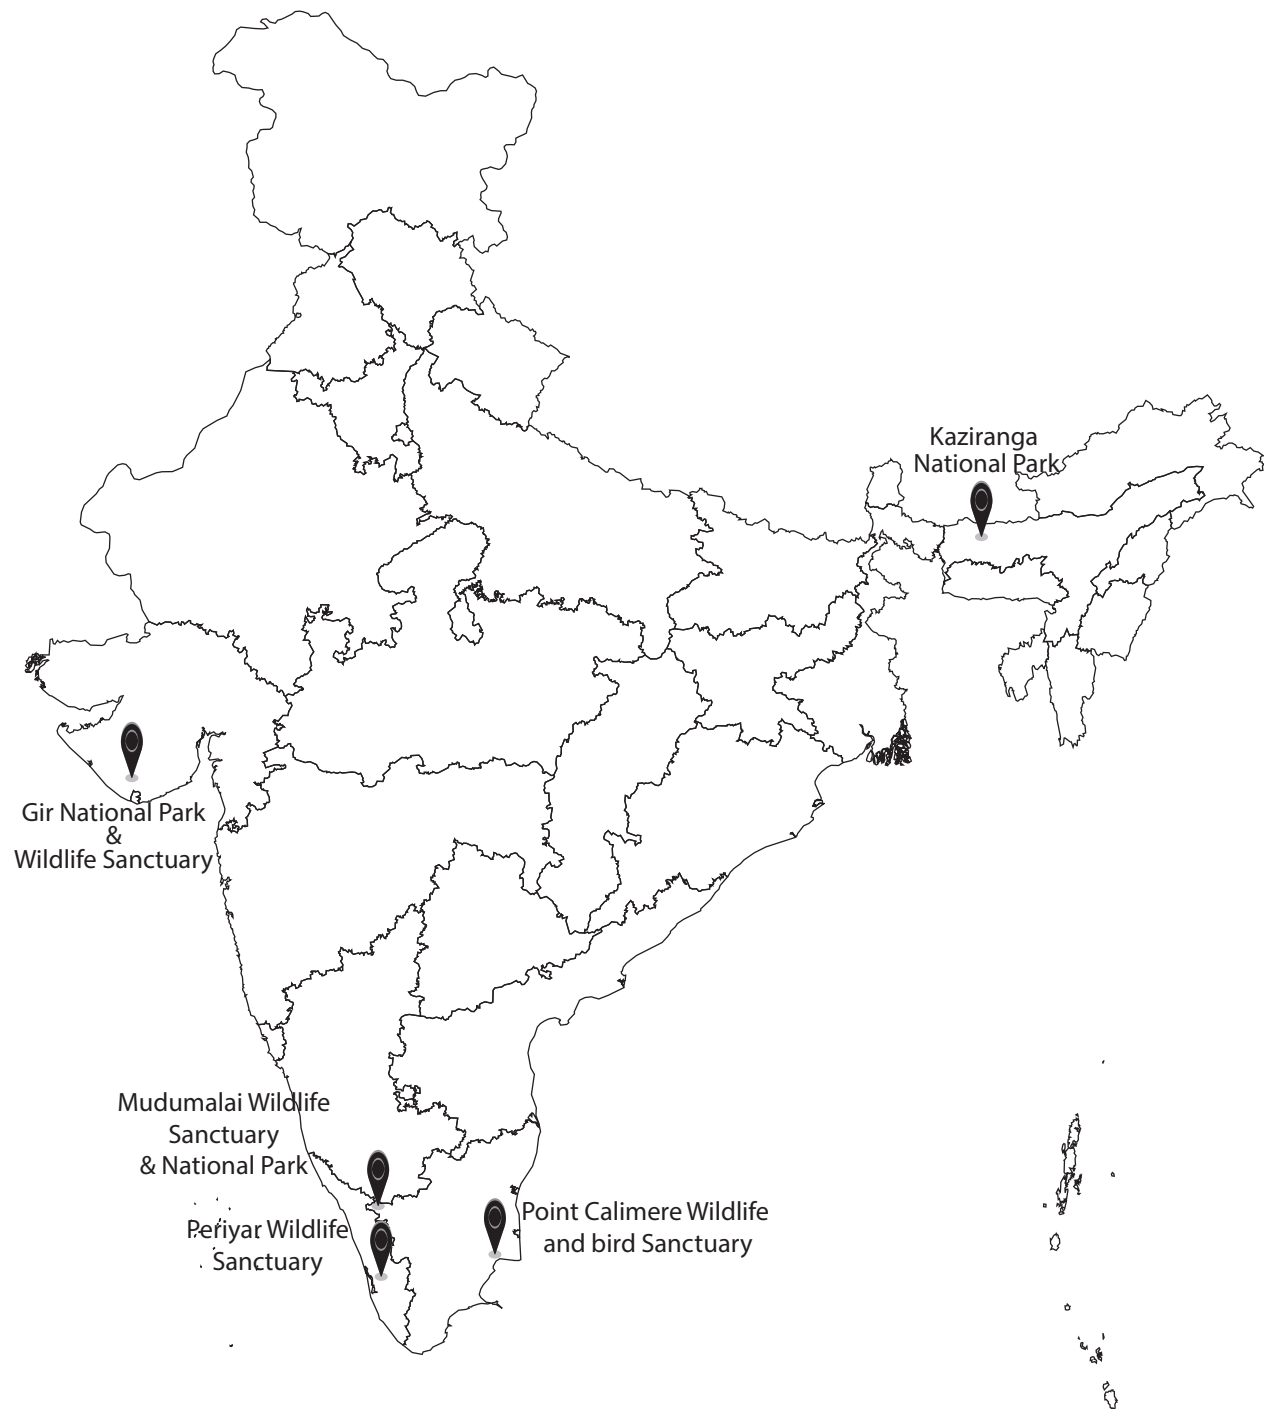 Kaziranga
National Park
Gir National Park
&
Wildlife Sanctuary
Mudumalai Wildlife
Sanctuary
& National Park
Point Calimere Wildlife
and bird Sanctuary
Periyar Wildlife
Sanctuary